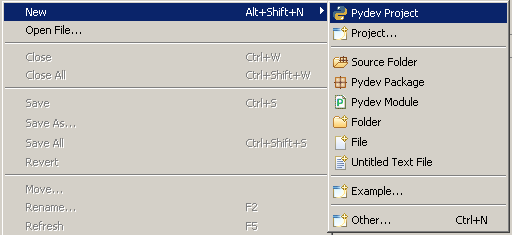 New Alt+Shift+N
Open File...
Close Ctrl+W
Close All Ctrl+Shift+W
Save Ctrl+S
Save As...
Save All Ctrl+Shift+S
Revert
Move...
Rename... F2
Refresh F5
Pydev Project
Project...
Source Folder
Pydev Package
Pydev Module
Folder
File
Untitled Text File
Example...
Other... Ctrl+N